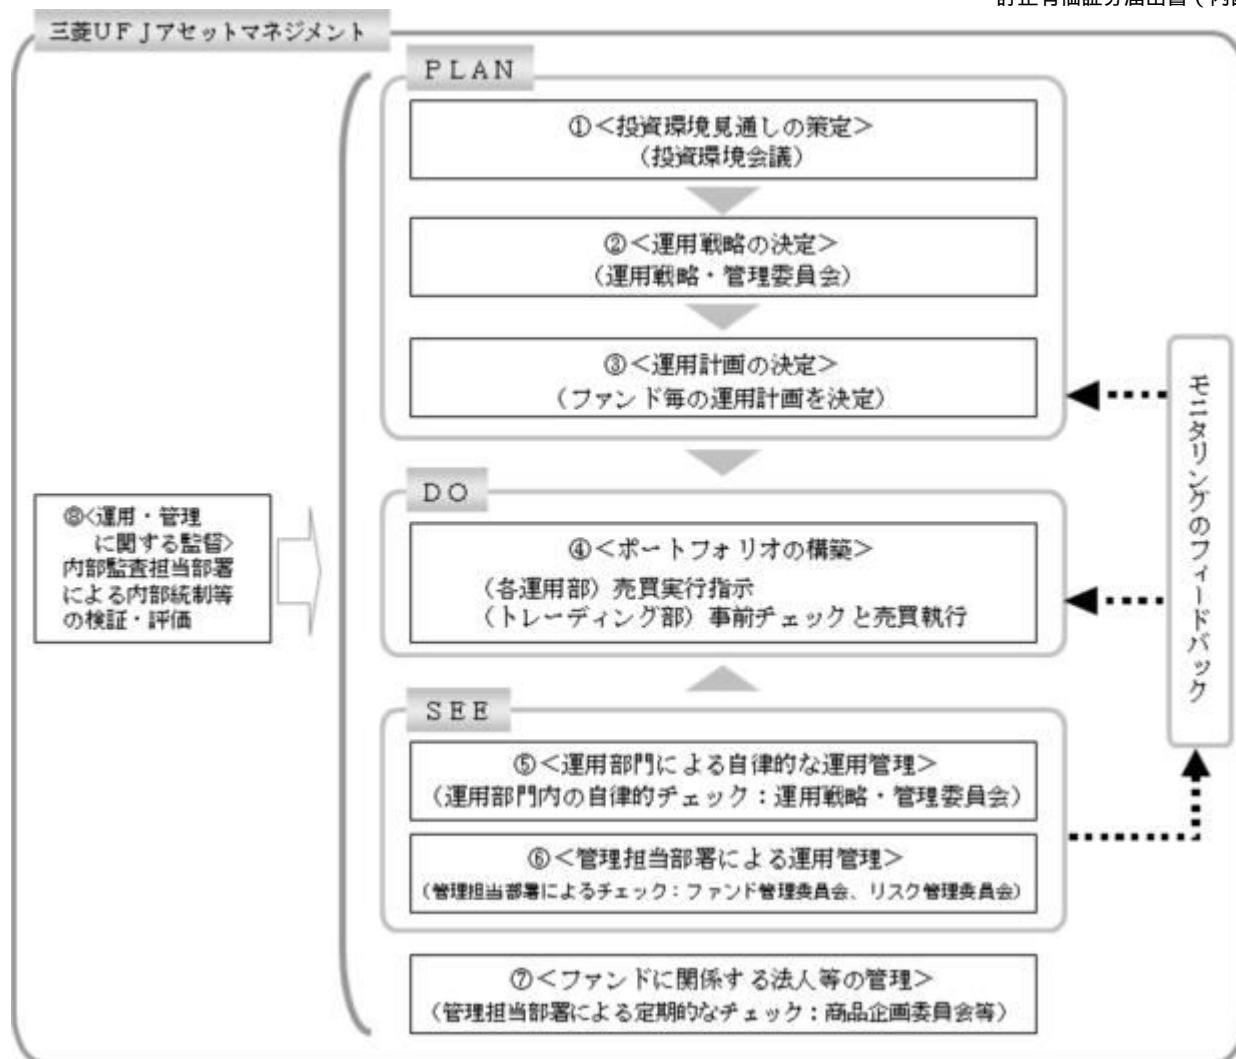 訂正有価証券届出書（内
三菱ＵＦＪアセットマネジメント
ＰＬＡＮ
①＜投資環境見通しの策定＞
（投資環境会議）
②＜運用戦略の決定＞
（運用戦略・管理委員会）
③＜運用計画の決定＞
（ファンド毎の運用計画を決定）
ＤＯ
④＜ポートフォリオの構築＞
（各運用部）売買実行指示
（トレーディング部）事前チェックと売買執行
ＳＥＥ
⑤＜運用部門による自律的な運用管理＞
（運用部門内の自律的チェック：運用戦略・管理委員会）
⑥＜管理担当部署による運用管理＞
（管理担当部署によるチェック：ファンド管理委員会、リスク管理委員会）
⑦＜ファンドに関係する法人等の管理＞
（管理担当部署による定期的なチェック：商品企画委員会等）
⑧＜運用・管理
に関する監督＞
内部監査担当部署
による内部統制等
の検証・評価
モニタリングのフィードバック